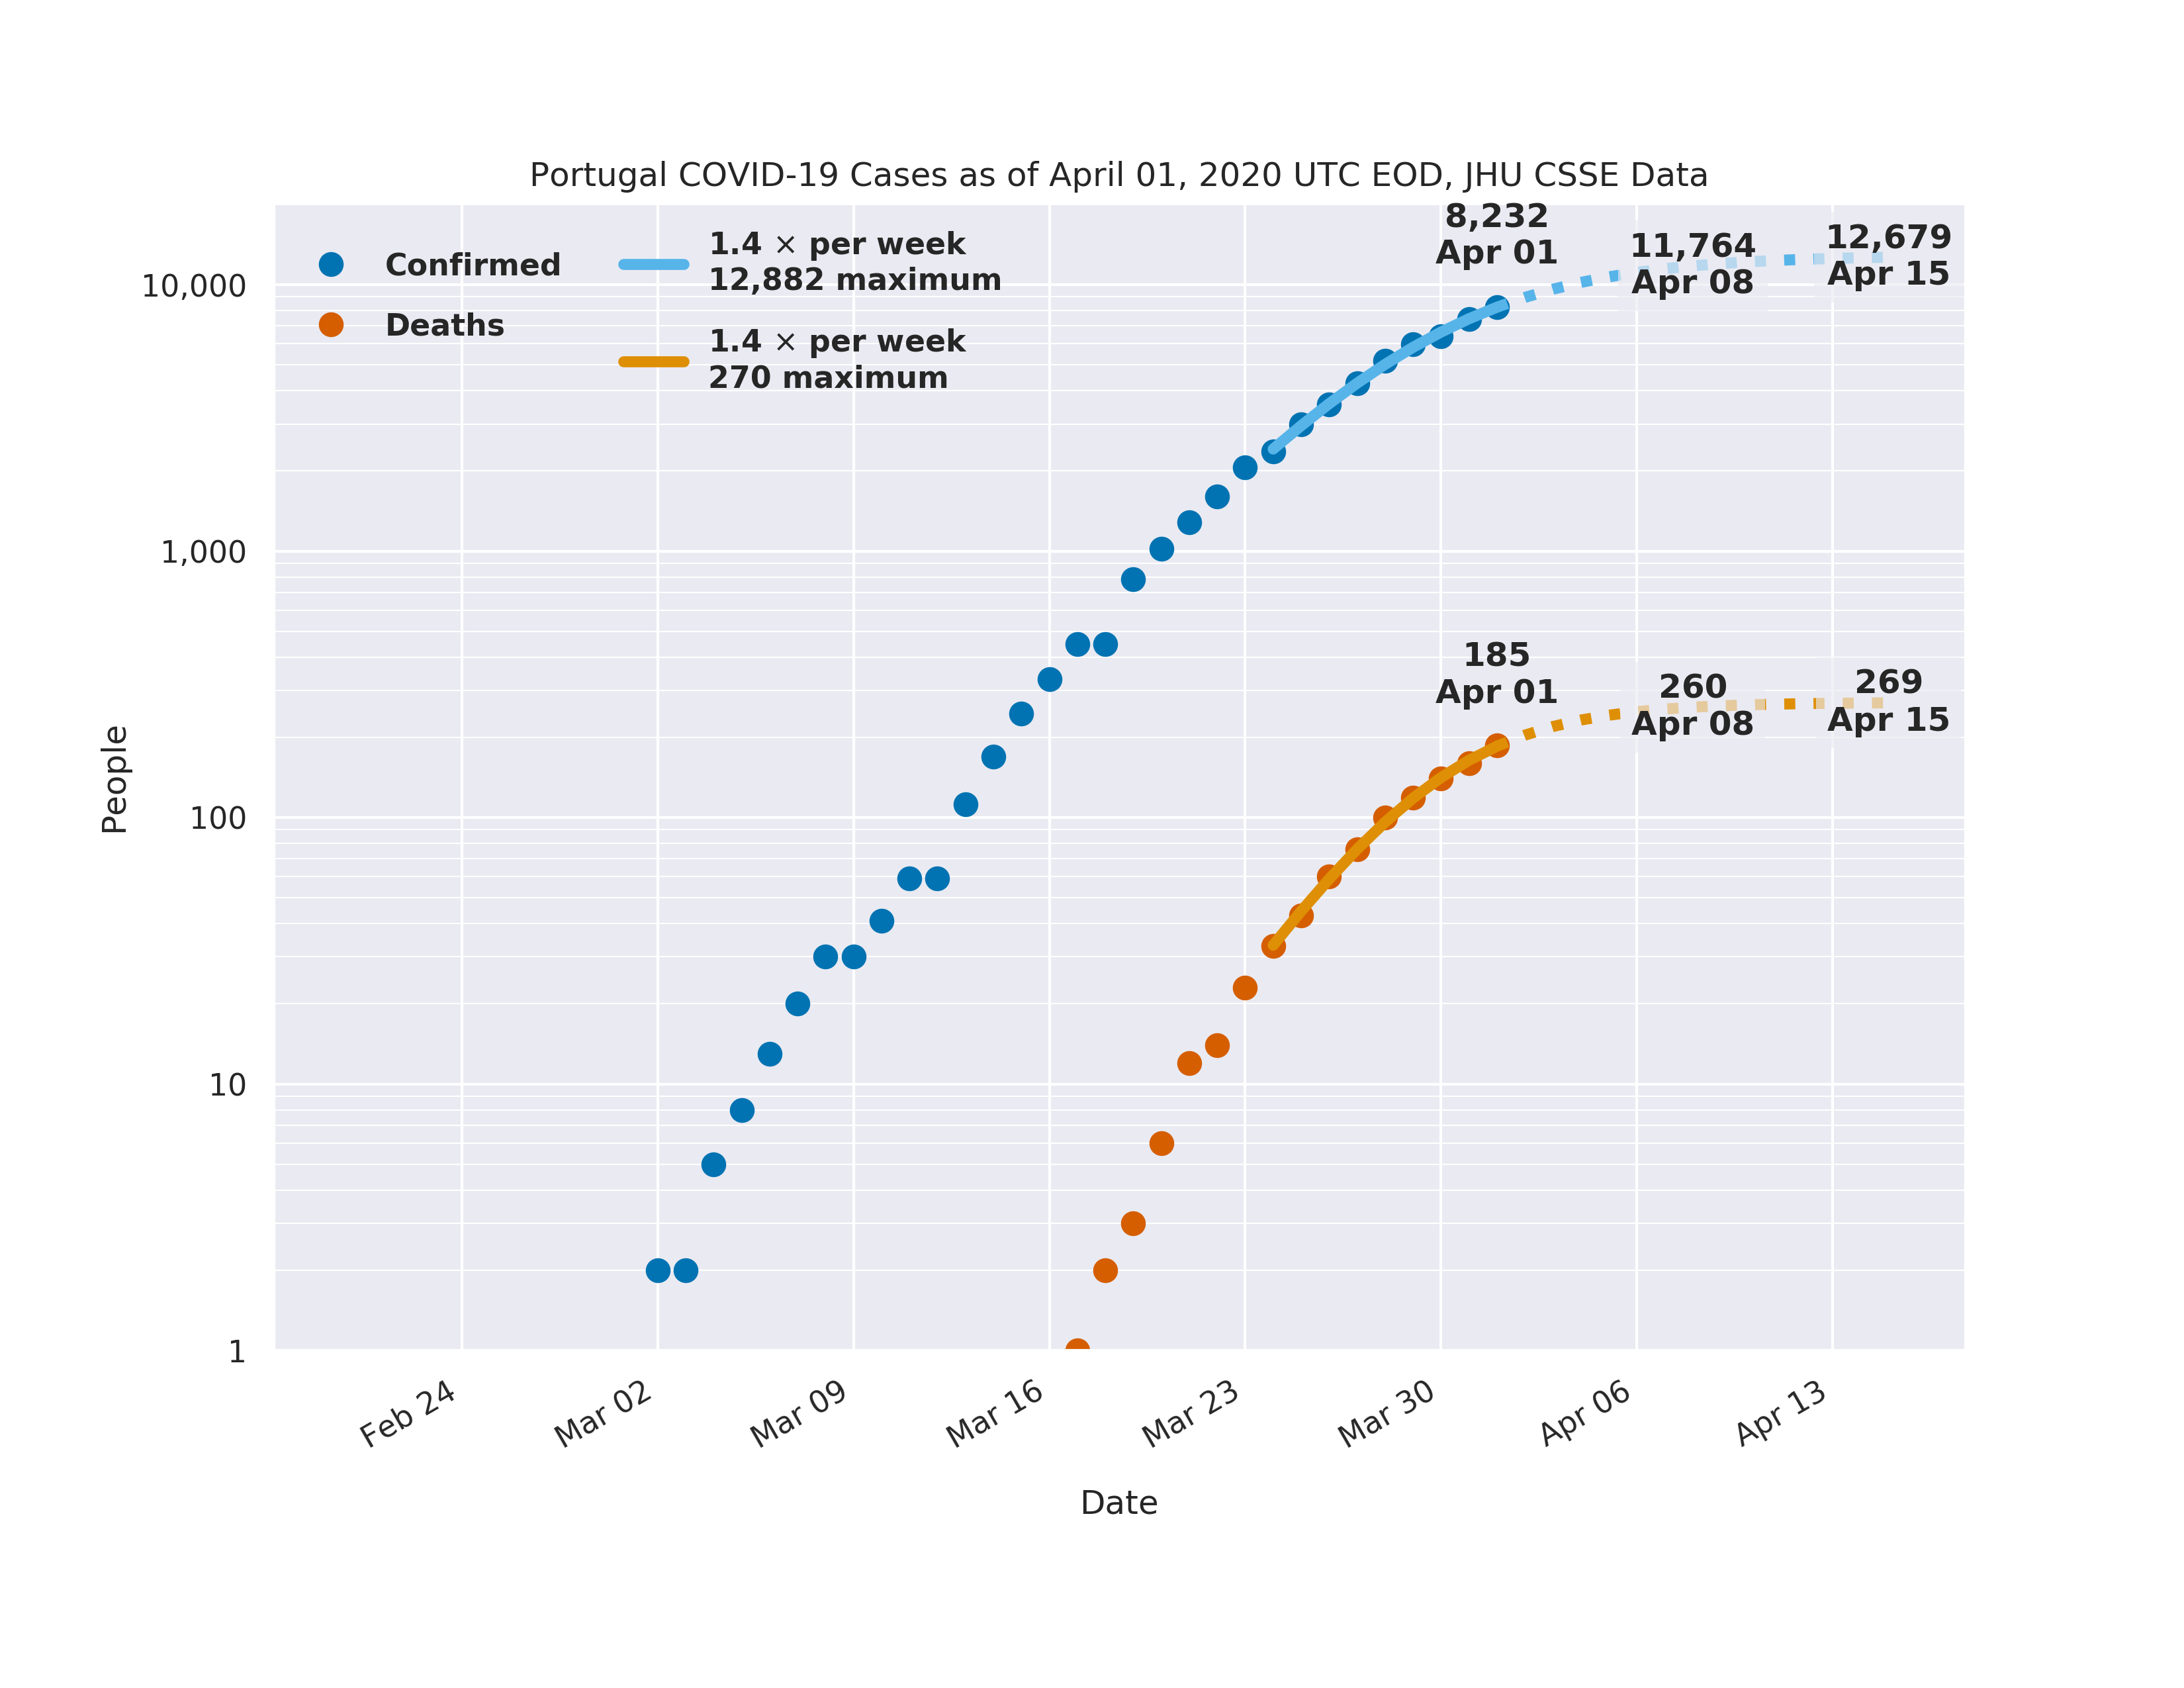 Portugal COVID-19 Cases as of April 01, 2020 UTC EOD, JHU CSSE Data
Confirmed
Deaths
1.4 × per week
12,882 maximum
1.4 × per week
270 maximum
8,232
Apr 01
11,764
Apr 08
12,679
Apr 15
185
Apr 01
260
Apr 08
269
Apr 15
People
10,000
1,000
100
10
1
Feb 24
Mar 02
Mar 09
Mar 16
Mar 23
Mar 30
Apr 06
Apr 13
Date